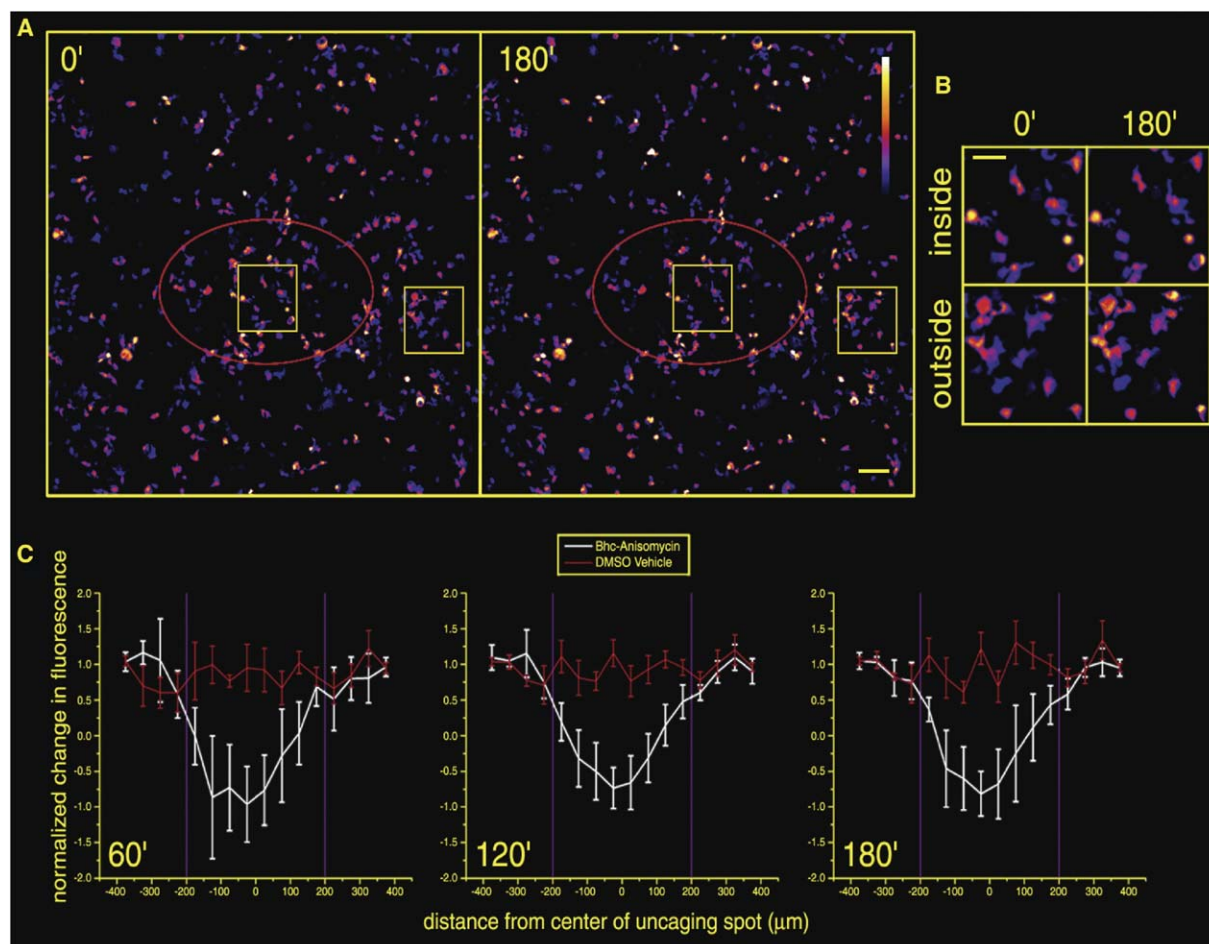 A
0'
180'
B
0'
180'
inside
outside
C
Bhc-Anisomycin
DMSO Vehicle
normalized change in fluorescence
2.0
1.5
1.0
0.5
0.0
-0.5
-1.0
-1.5
-2.0
60'
-400 -300 -200 -100 0 100 200 300 400
2.0
1.5
1.0
0.5
0.0
-0.5
-1.0
-1.5
-2.0
120'
-400 -300 -200 -100 0 100 200 300 400
2.0
1.5
1.0
0.5
0.0
-0.5
-1.0
-1.5
-2.0
180'
-400 -300 -200 -100 0 100 200 300 400
distance from center of uncaging spot (μm)